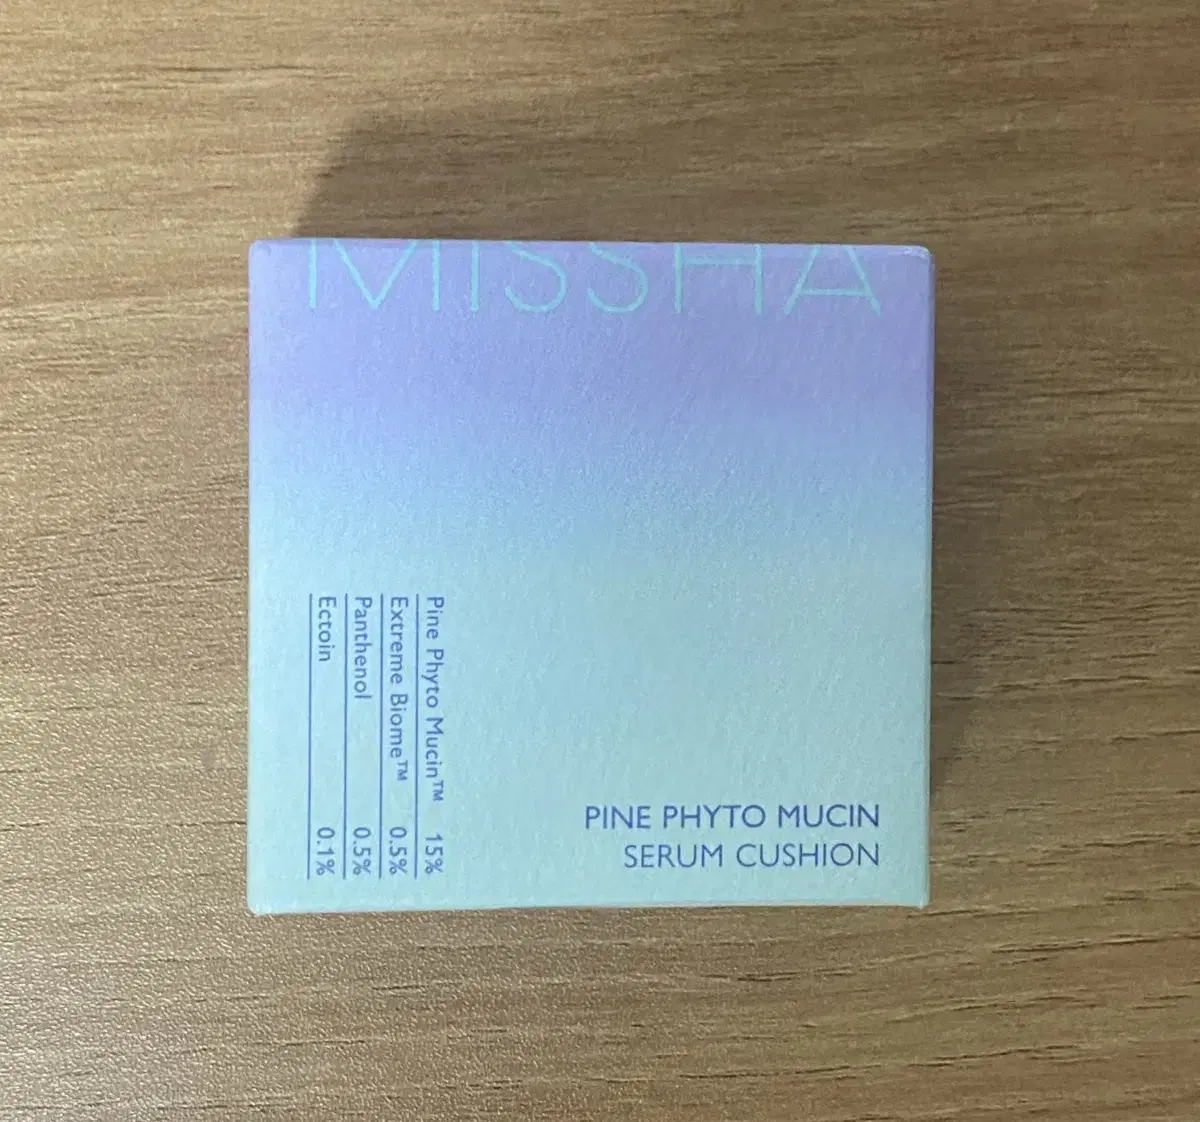 MISSHA
Pine Phyto Mucin™ 15%
Extreme Biome™ 0.5%
Panthenol 0.5%
Ectoin 0.1%
PINE PHYTO MUCIN
SERUM CUSHION